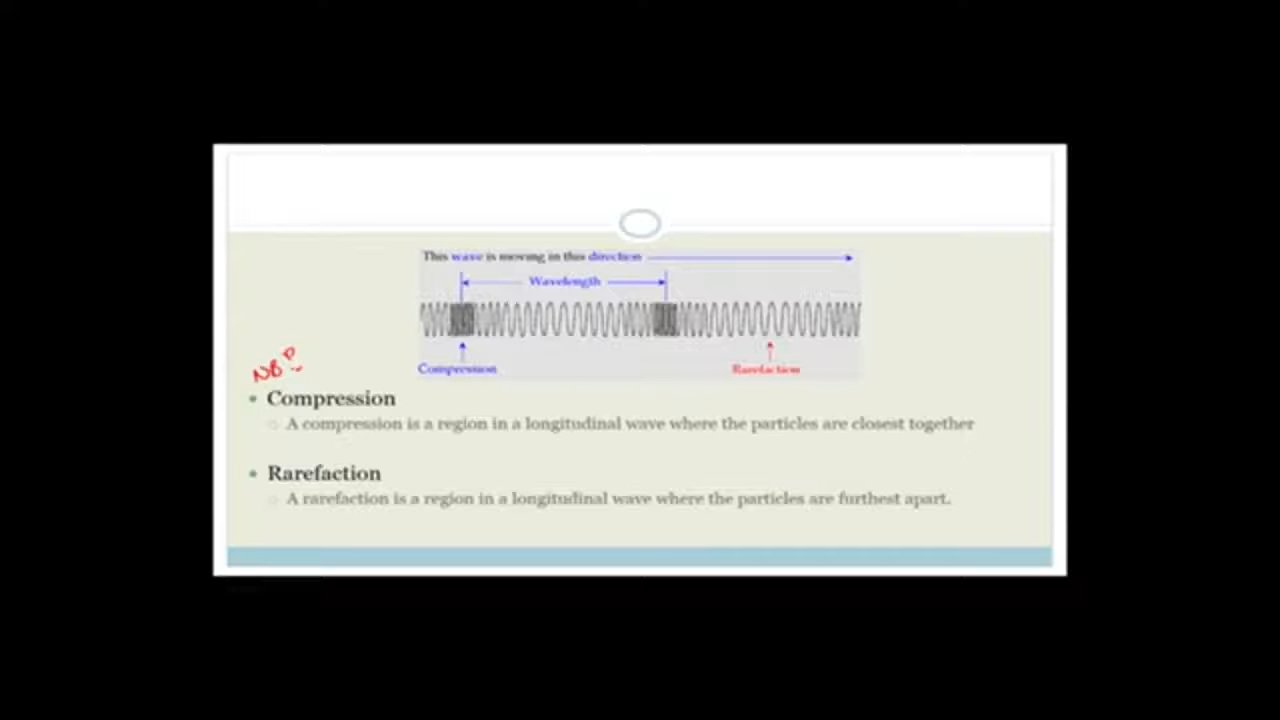 This wave is moving in this direction
Wavelength
Compression
Rarefaction
NB
• Compression
○ A compression is a region in a longitudinal wave where the particles are closest together
• Rarefaction
○ A rarefaction is a region in a longitudinal wave where the particles are furthest apart.